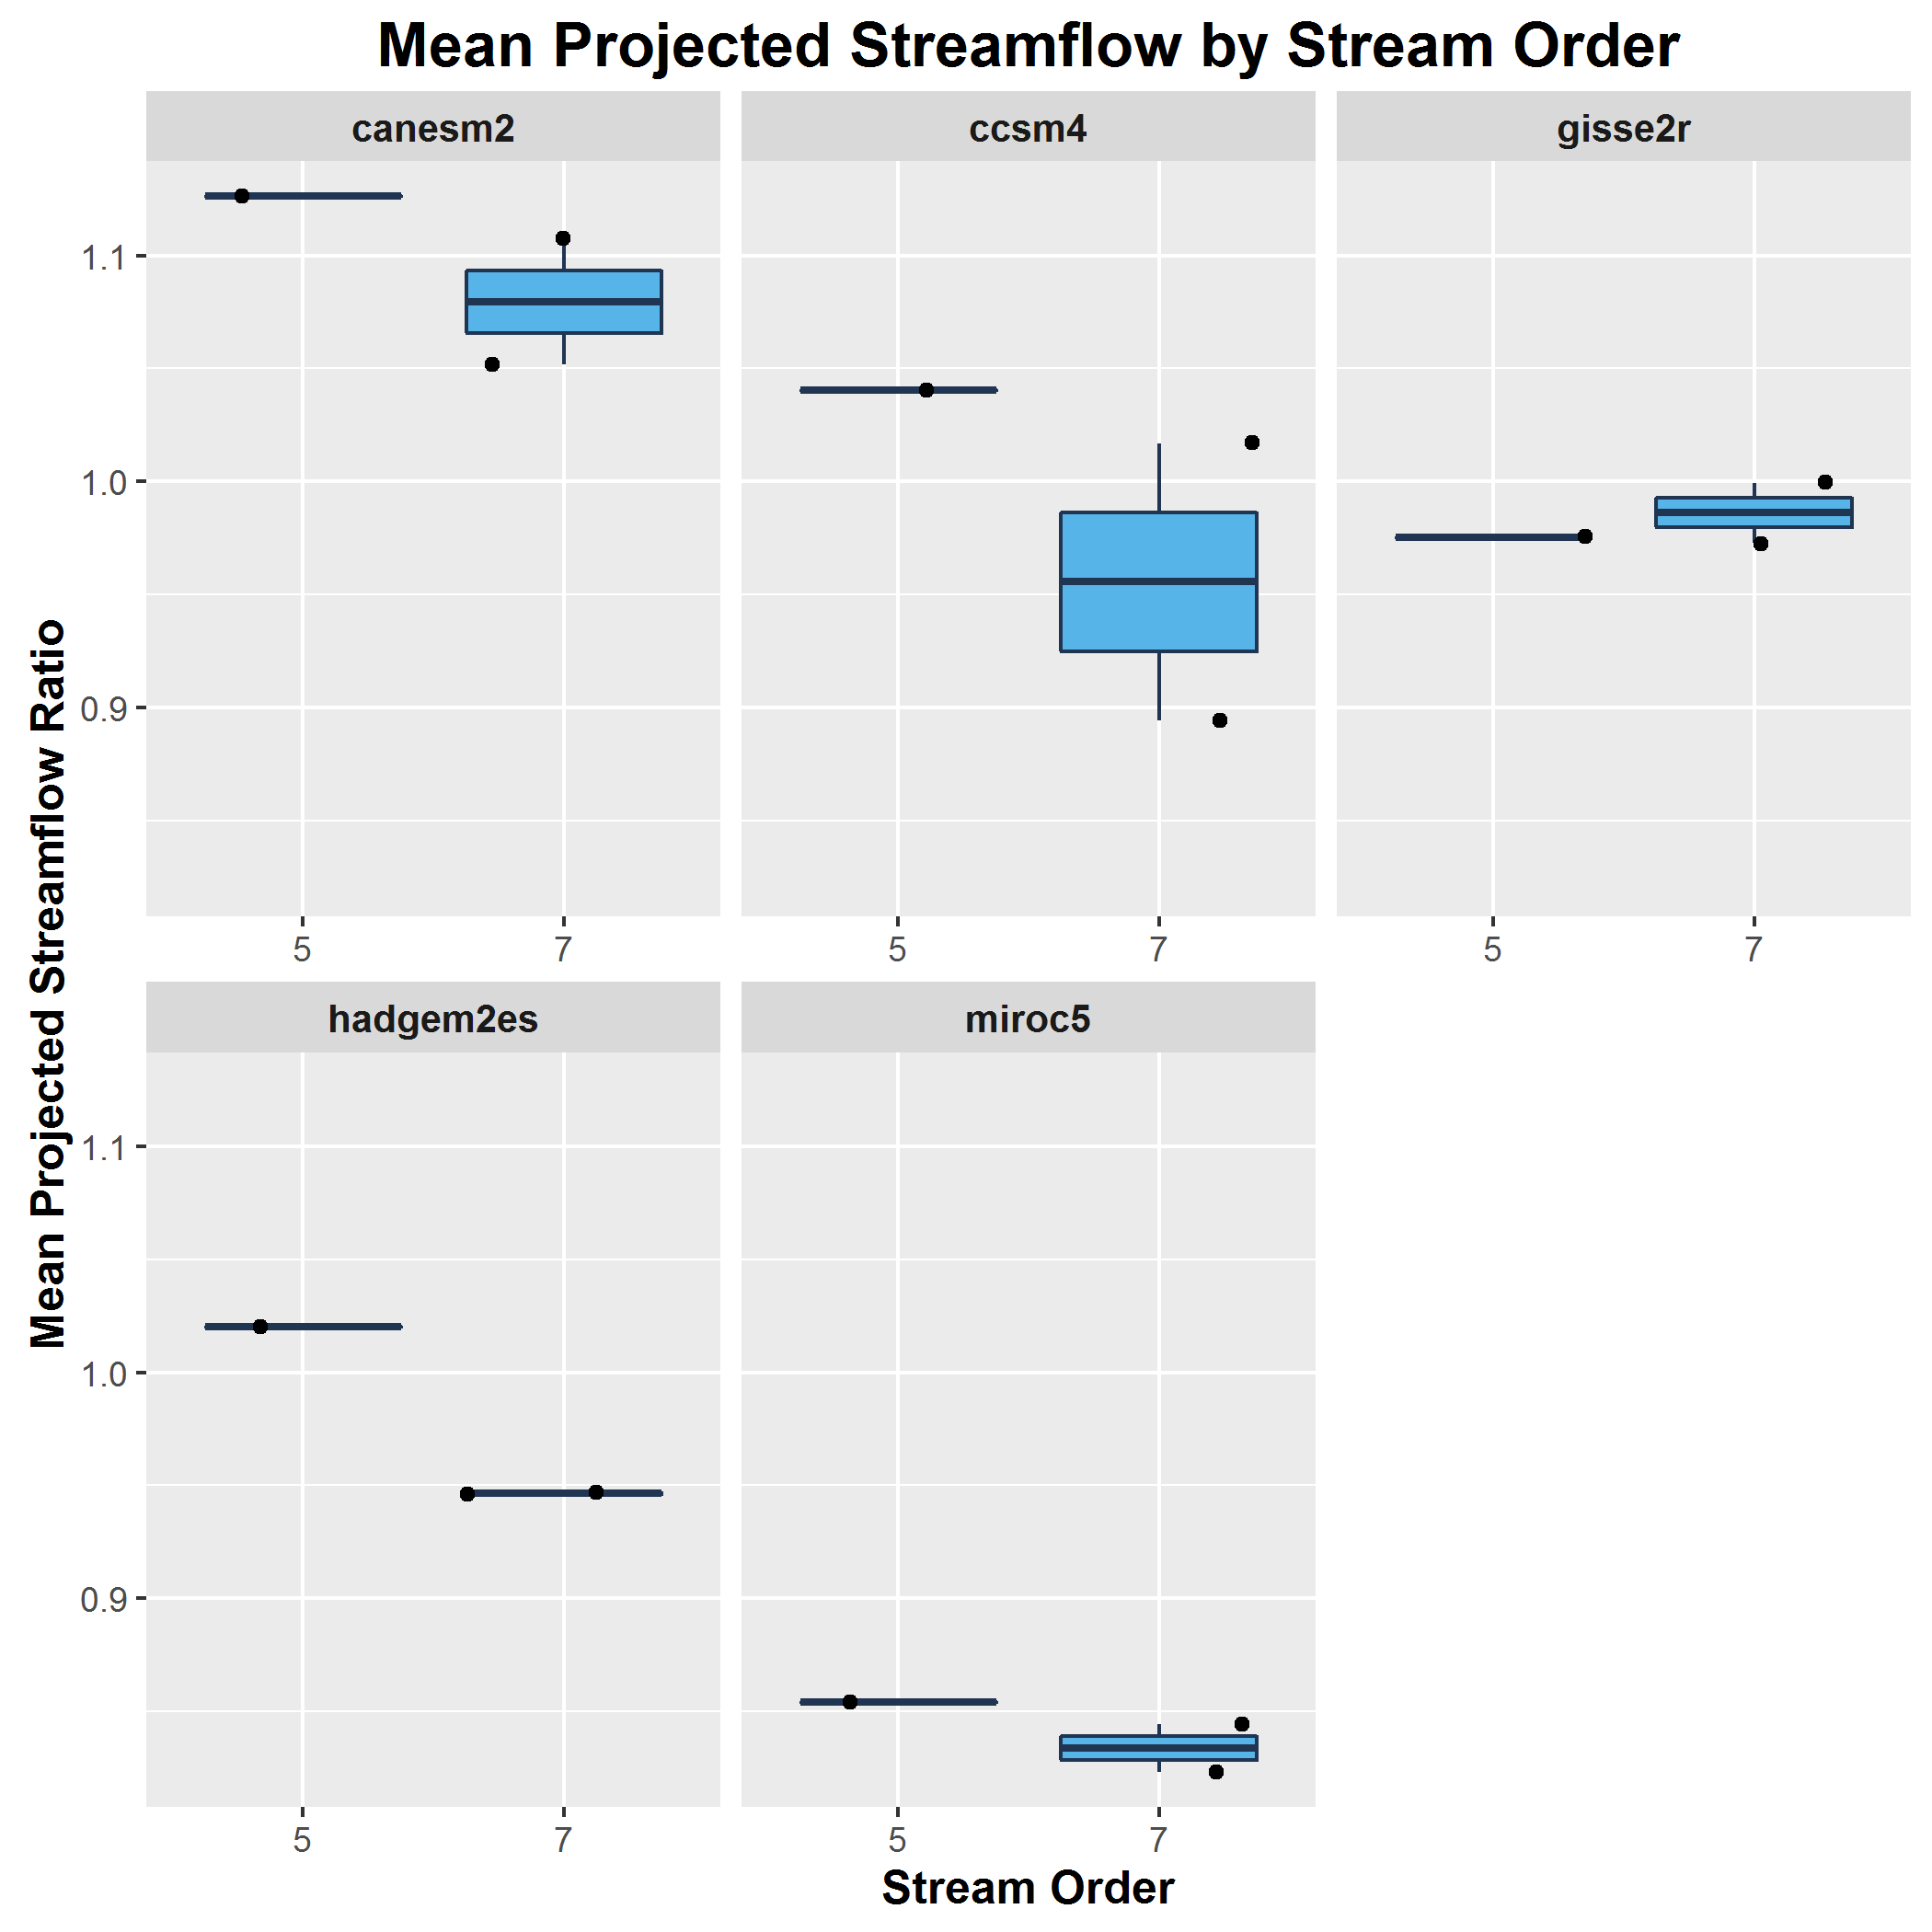 Mean Projected Streamflow by Stream Order
canesm2
ccsm4
gisse2r
1.1
1.0
0.9
5
7
5
7
5
7
Mean Projected Streamflow Ratio
hadgem2es
miroc5
1.1
1.0
0.9
5
7
5
7
Stream Order